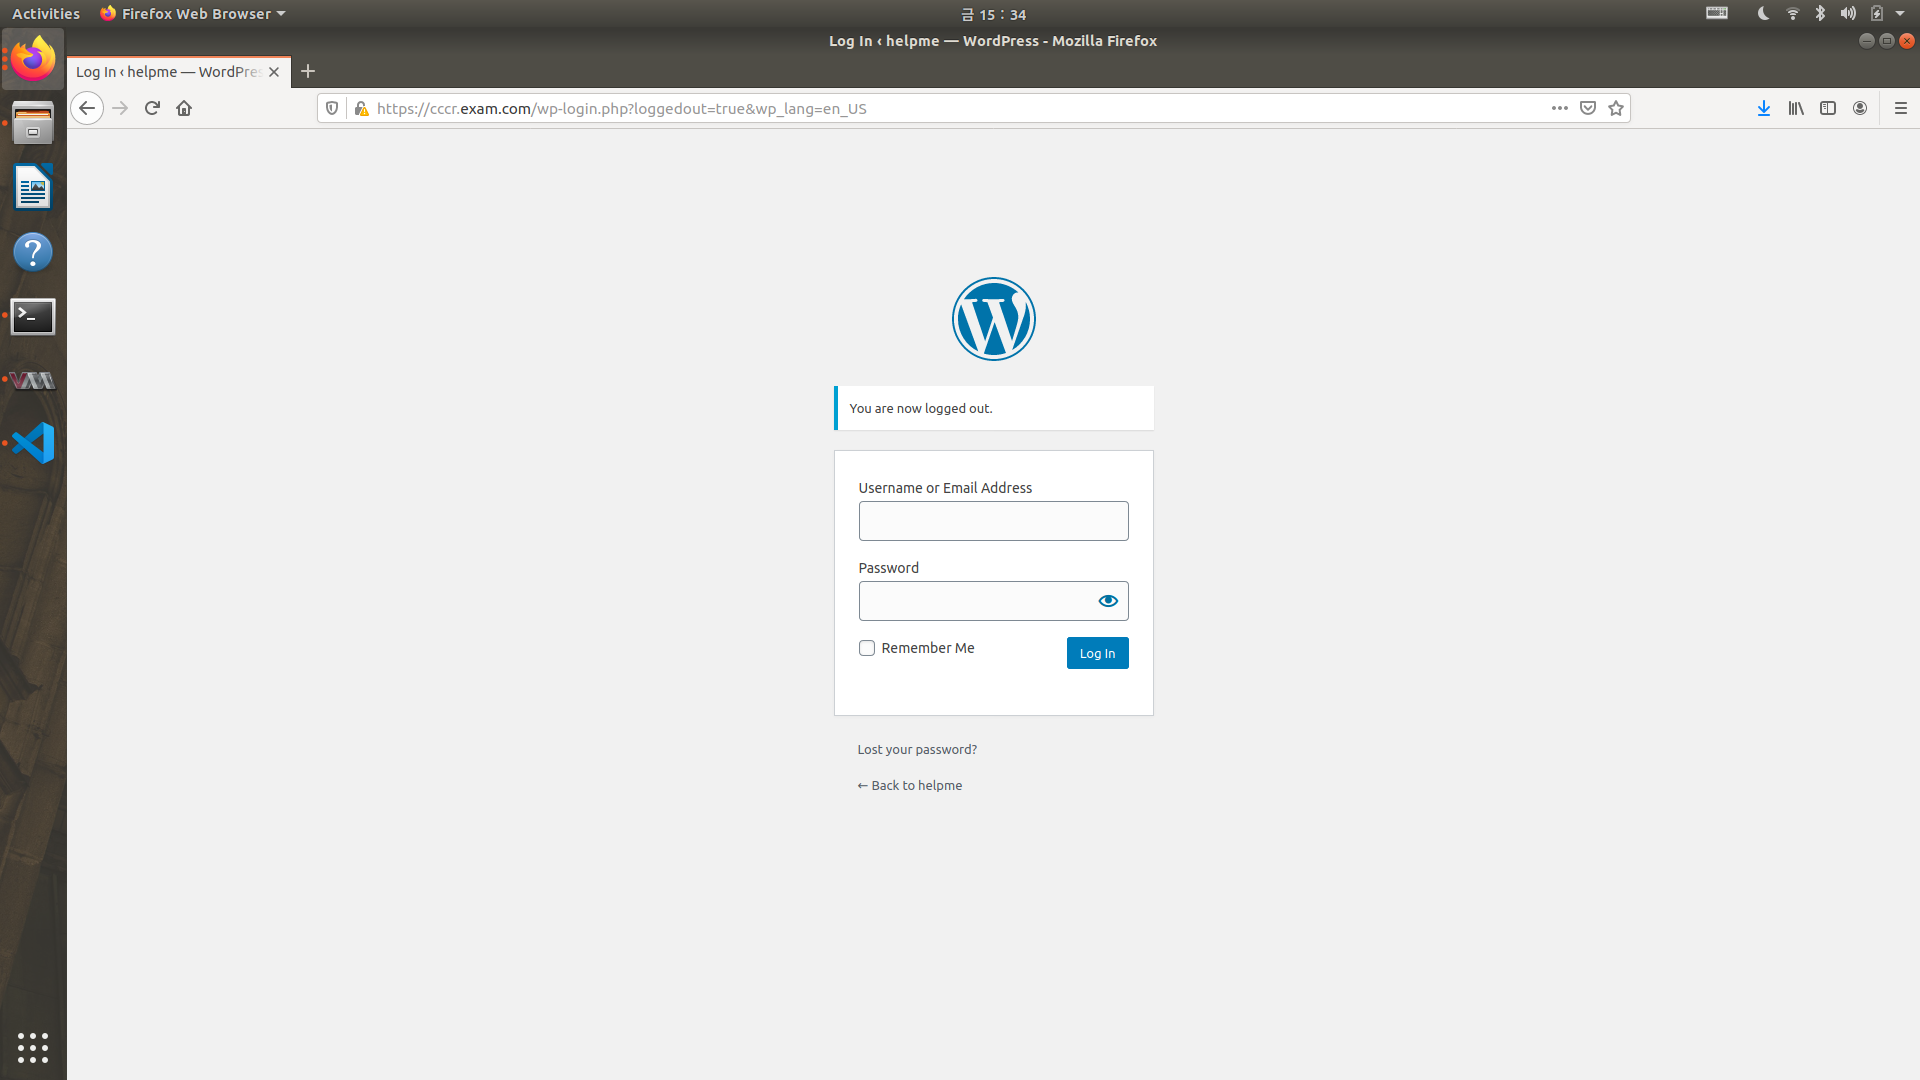 Activities
Firefox Web Browser
금 15 : 34
Log In ‹ helpme — WordPress - Mozilla Firefox
Log In ‹ helpme — WordPres
https://cccr.exam.com/wp-login.php?loggedout=true&wp_lang=en_US
You are now logged out.
Username or Email Address
Password
Remember Me
Log In
Lost your password?
← Back to helpme